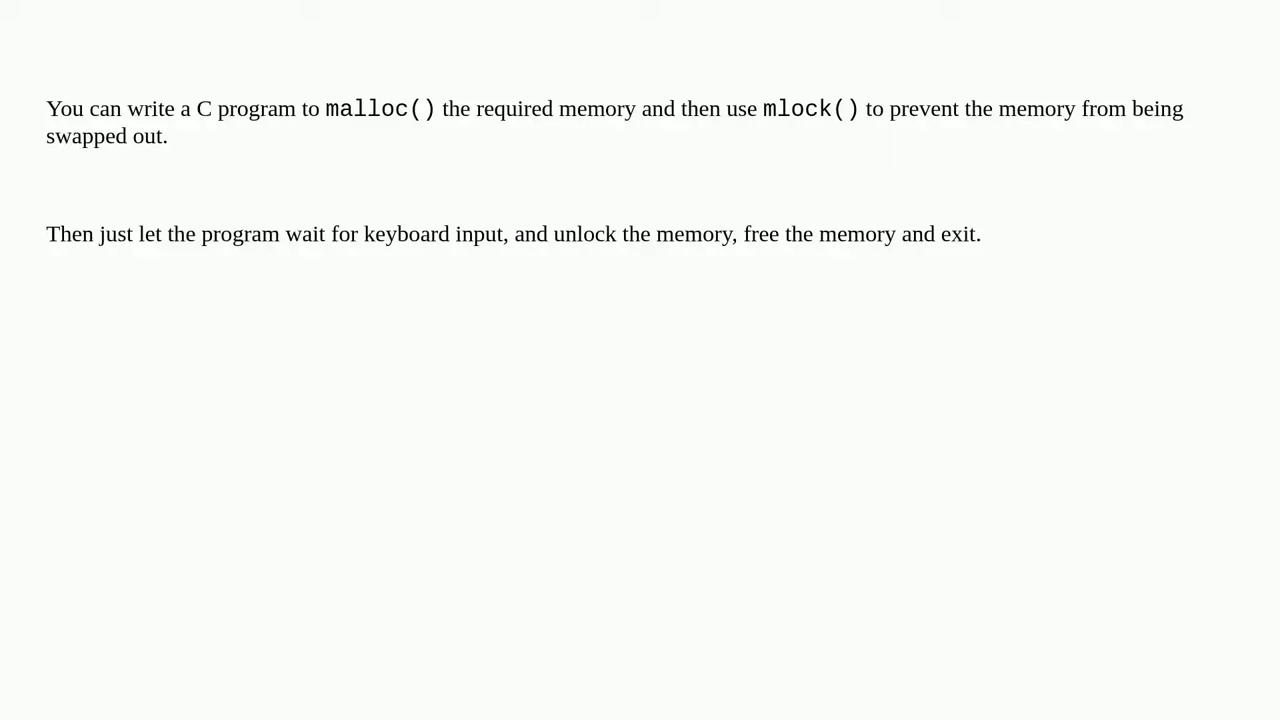 You can write a C program to malloc() the required memory and then use mlock() to prevent the memory from being
swapped out.
Then just let the program wait for keyboard input, and unlock the memory, free the memory and exit.